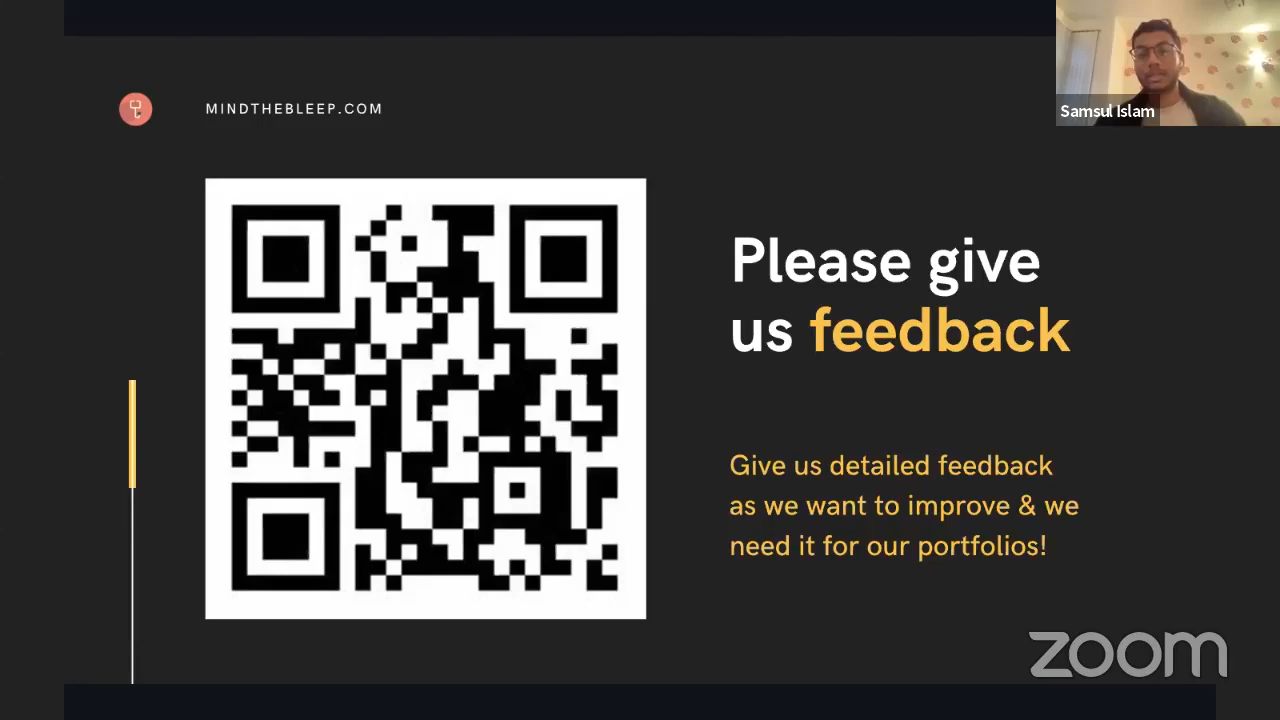 MINDTHEBLEEP.COM
Samsul Islam
Please give
us feedback
Give us detailed feedback
as we want to improve & we
need it for our portfolios!
zoom